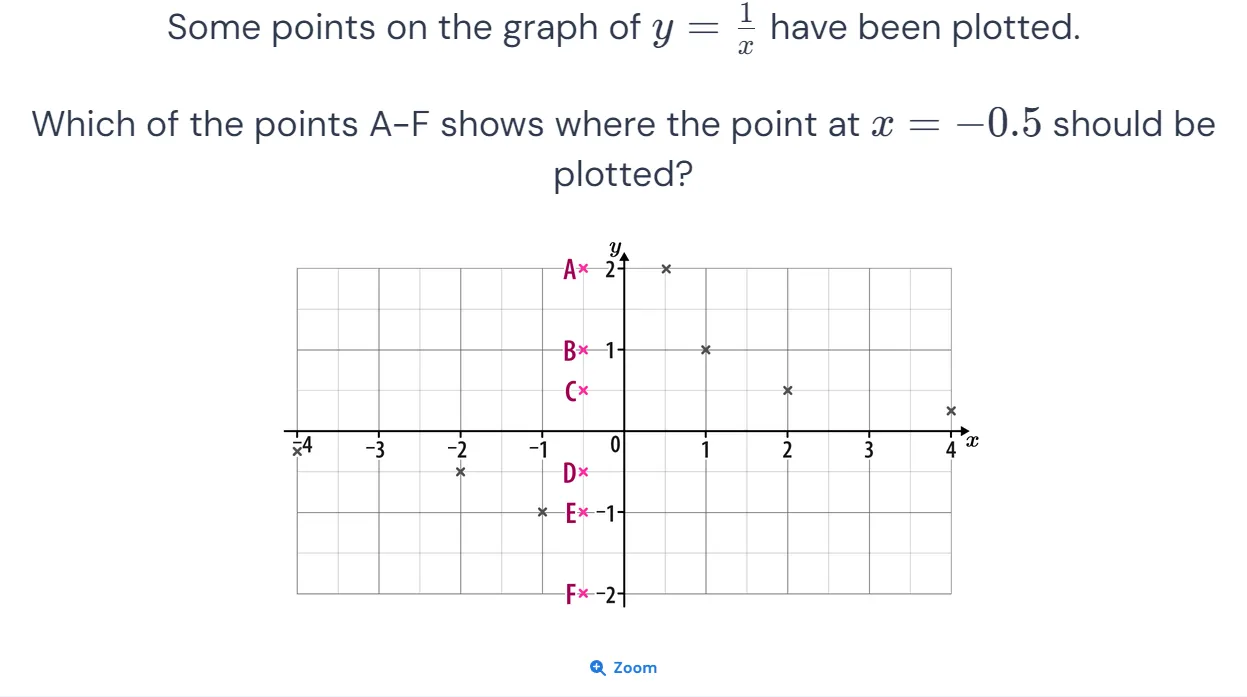 Some points on the graph of y = 1/x have been plotted.
Which of the points A–F shows where the point at x = −0.5 should be
plotted?
y
A 2
B 1
C
−4 −3 −2 −1 0 1 2 3 4 x
D
E −1
F −2
Zoom